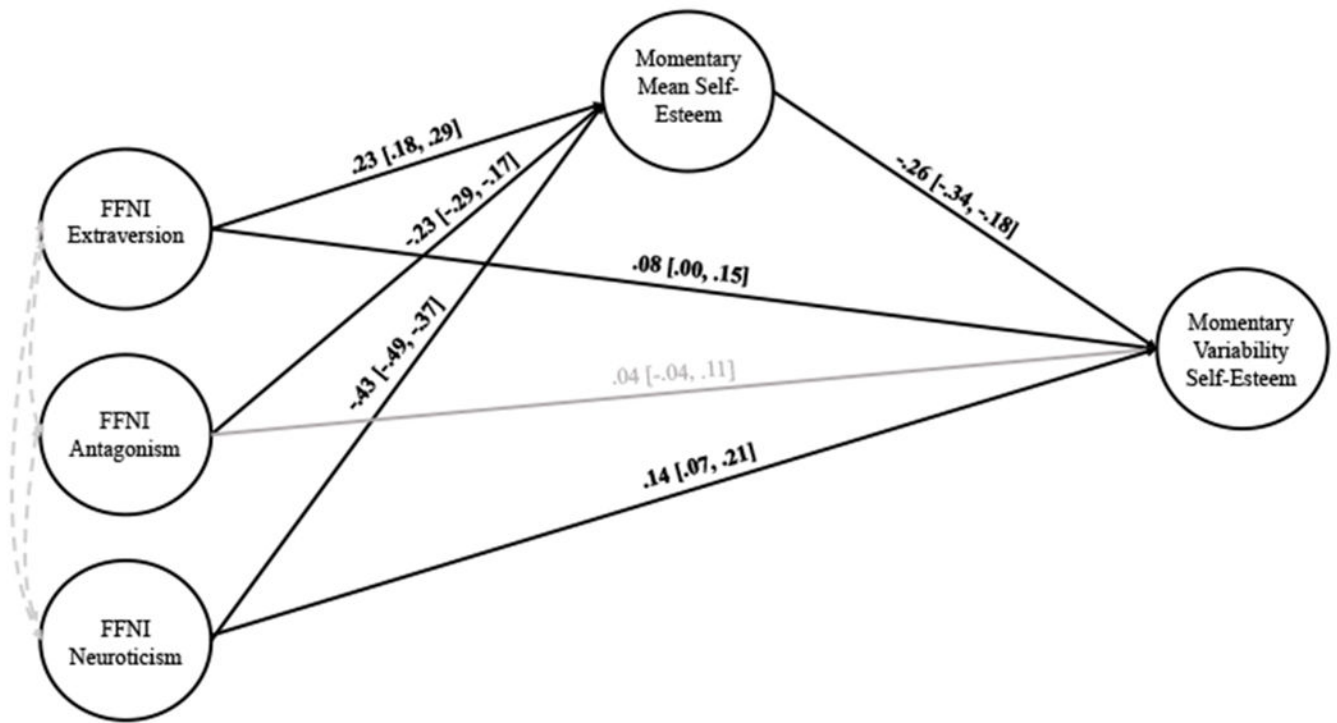 Momentary
Mean Self-
Esteem
.23 [.18, .29]
-.23 [-.29, -.17]
-.26 [-.34, -.18]
FFNI
Extraversion
.08 [.00, .15]
-.43 [-.49, -.37]
Momentary
Variability
Self-Esteem
.04 [-.04, .11]
FFNI
Antagonism
.14 [.07, .21]
FFNI
Neuroticism